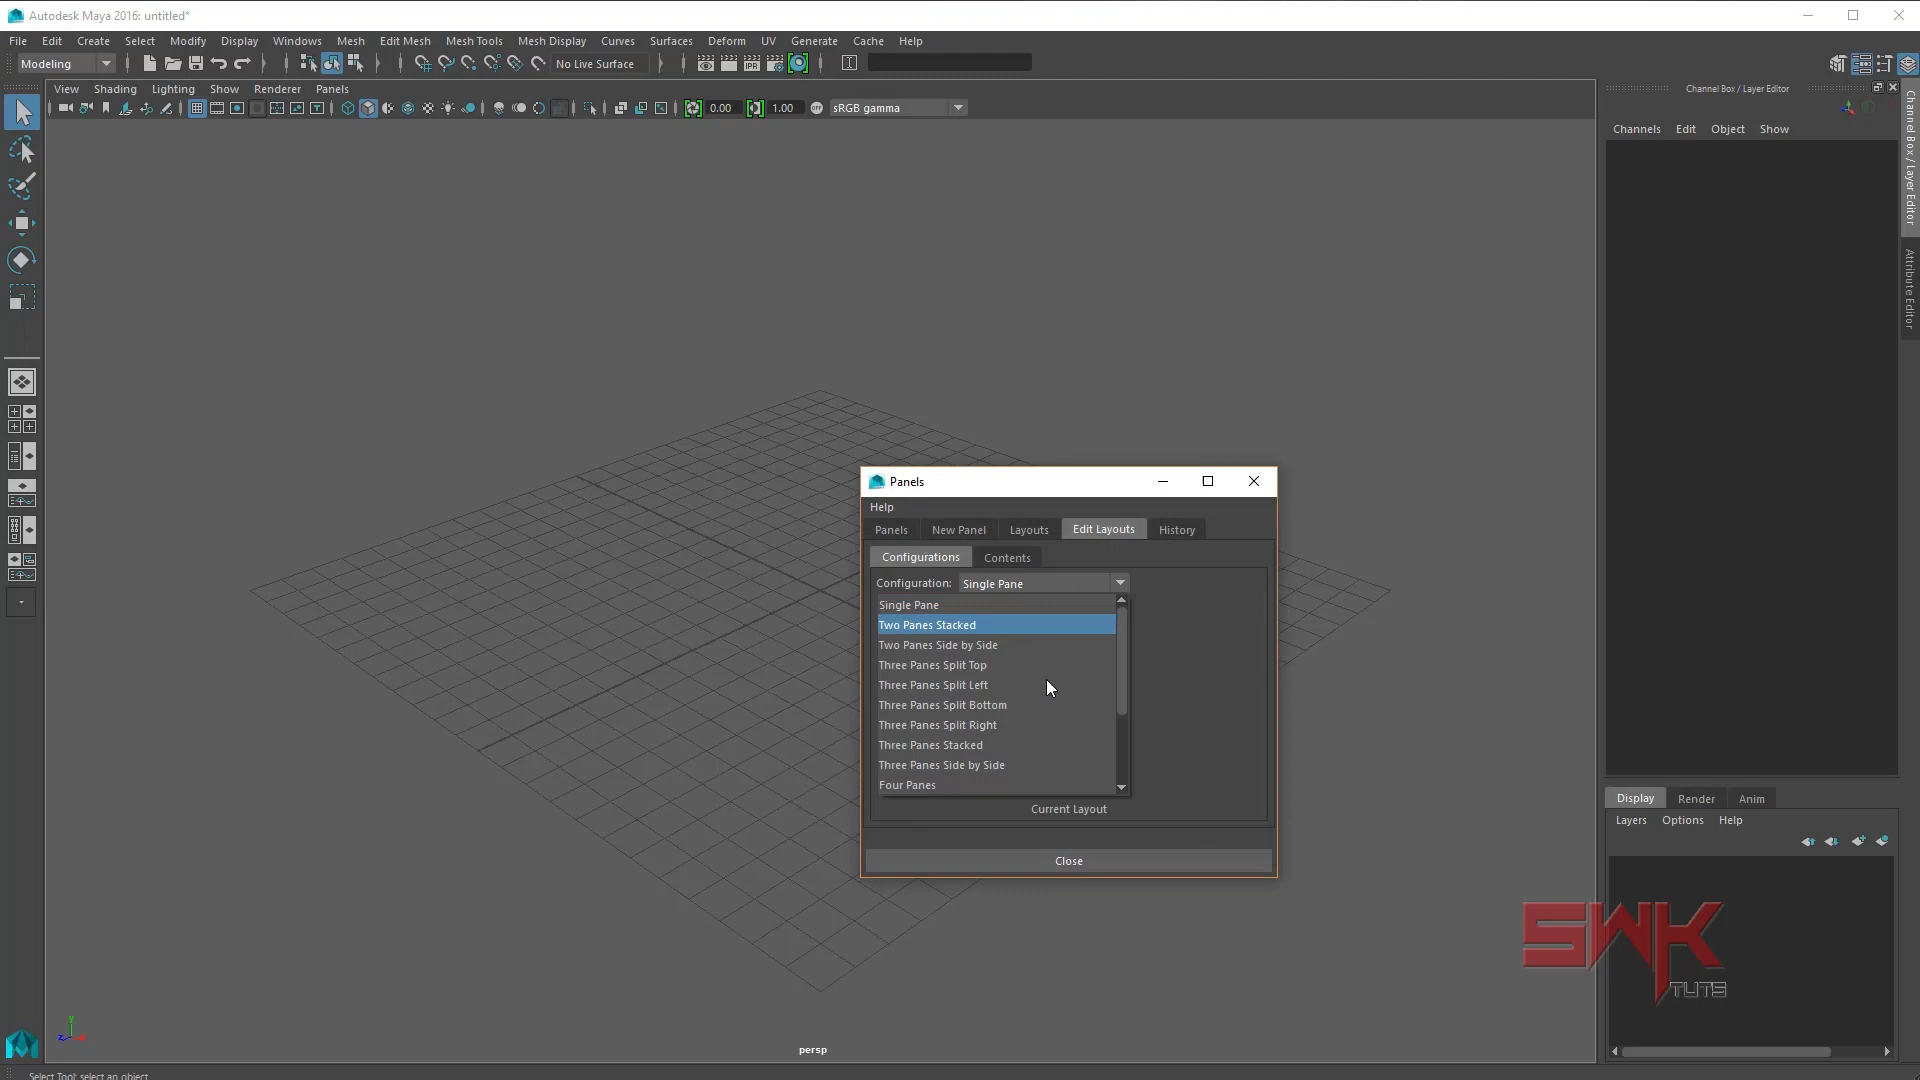 Autodesk Maya 2016: untitled*
File Edit Create Select Modify Display Windows Mesh Edit Mesh Mesh Tools Mesh Display Curves Surfaces Deform UV Generate Cache Help
Modeling No Live Surface
View Shading Lighting Show Renderer Panels
0.00 1.00 sRGB gamma
Channel Box / Layer Editor
Channels Edit Object Show
Channel Box / Layer Editor
Attribute Editor
Panels
Help
Panels New Panel Layouts Edit Layouts History
Configurations Contents
Configuration: Single Pane
Single Pane
Two Panes Stacked
Two Panes Side by Side
Three Panes Split Top
Three Panes Split Left
Three Panes Split Bottom
Three Panes Split Right
Three Panes Stacked
Three Panes Side by Side
Four Panes
Current Layout
Close
Display Render Anim
Layers Options Help
SWK
TUTS
y
z
persp
Select Tool: select an object